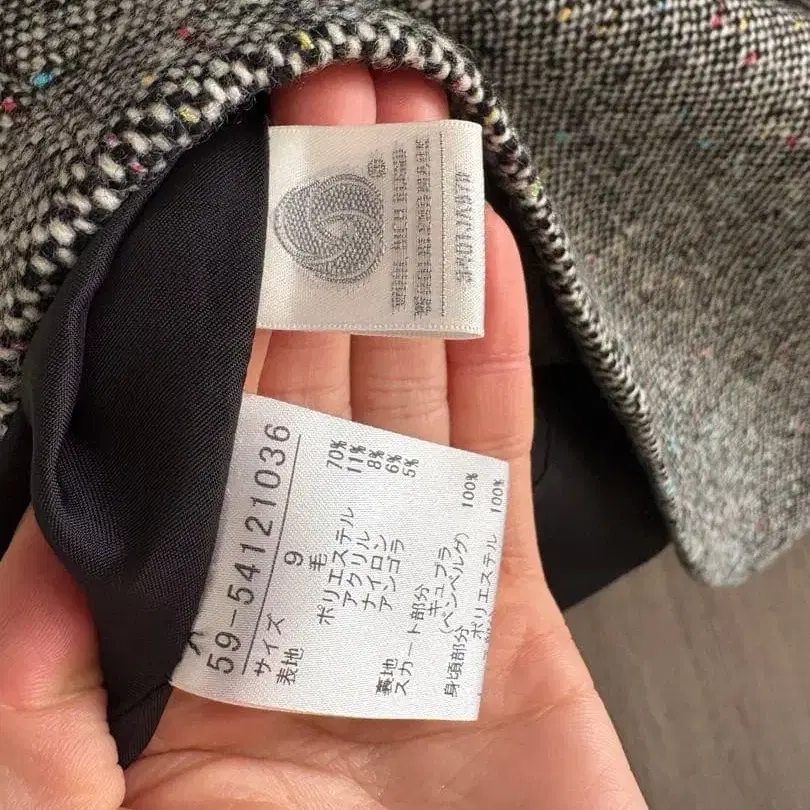 WOOL RICH BLEND
59-54121036
サイズ 9
表地 毛 70%
ポリエステル 11%
アクリル 8%
ナイロン 6%
アンゴラ 5%
裏地
スカート部分
キュプラ 100%
(ベンベルグ)
身頃部分
ポリエステル 100%